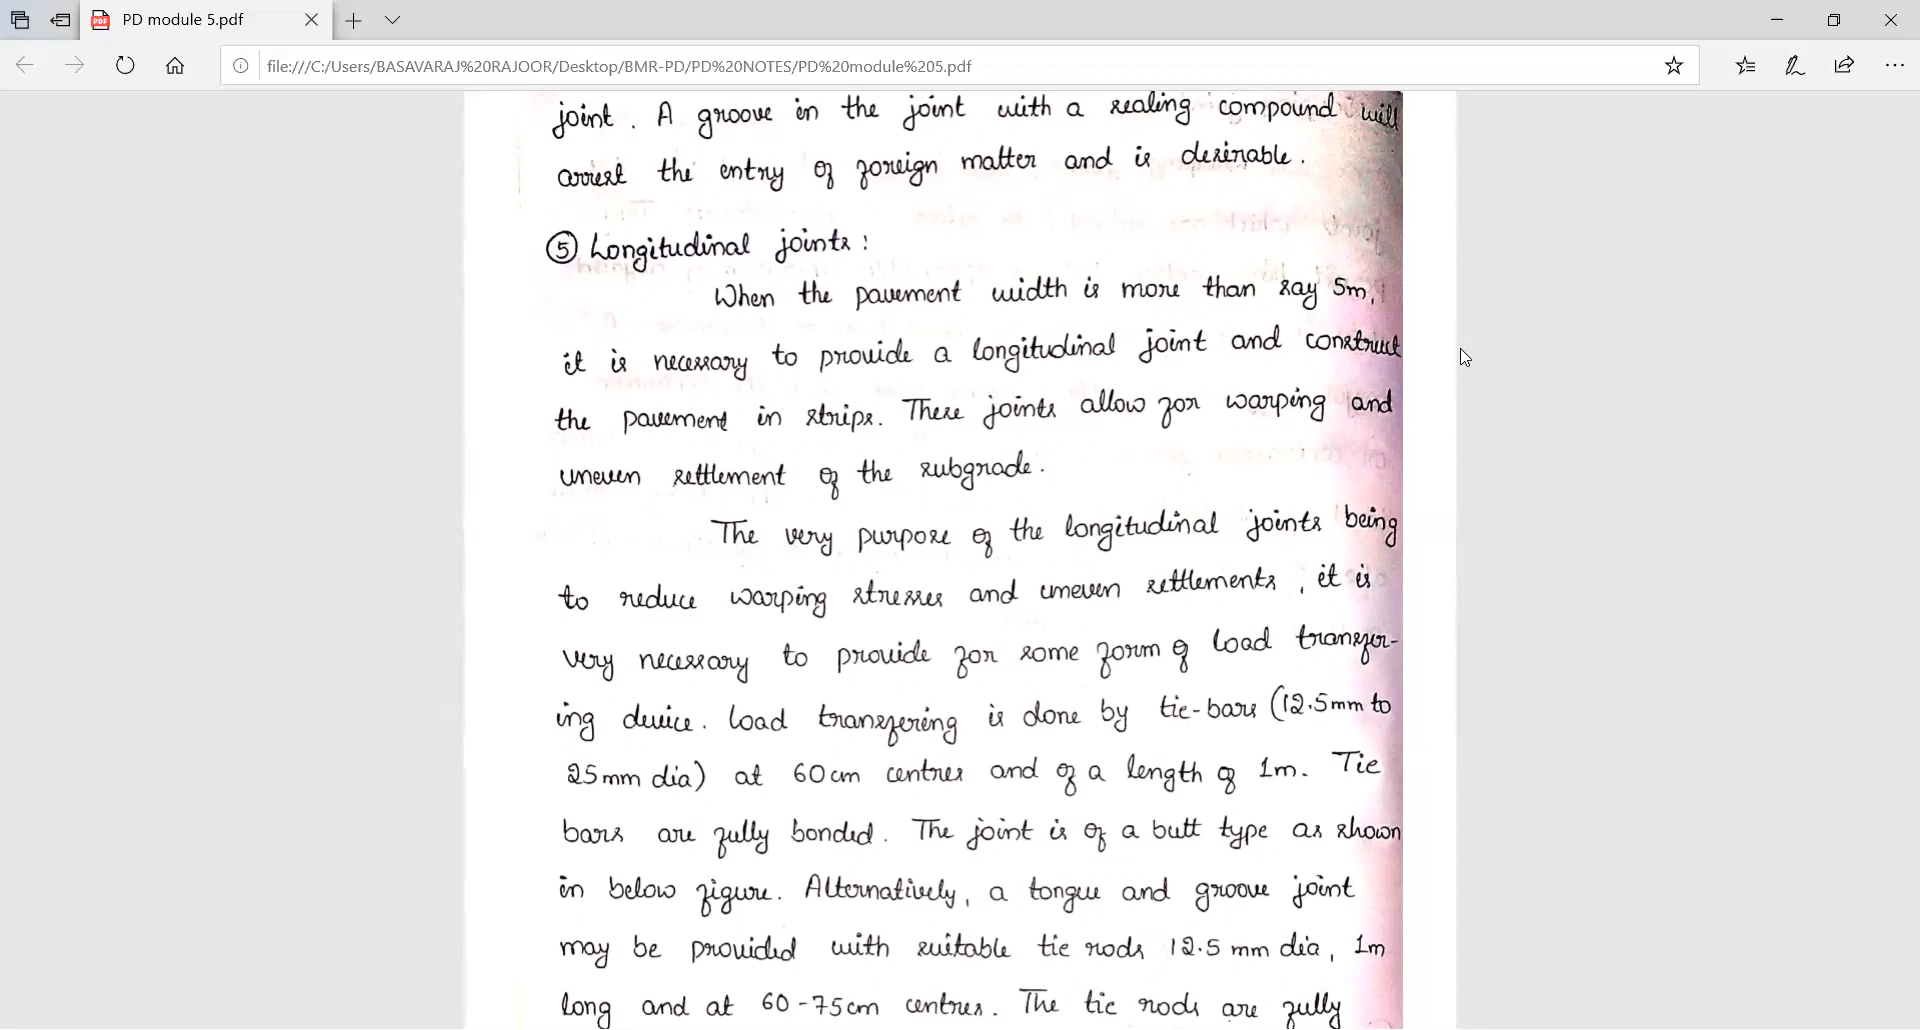 PD module 5.pdf
file:///C:/Users/BASAVARAJ%20RAJOOR/Desktop/BMR-PD/PD%20NOTES/PD%20module%205.pdf
joint. A groove in the joint with a sealing compound will
arrest the entry of foreign matter and is desirable.
⑤ Longitudinal joints:
When the pavement width is more than say 5m,
it is necessary to provide a longitudinal joint and construct
the pavement in strips. These joints allow for warping and
uneven settlement of the subgrade.
The very purpose of the longitudinal joints being
to reduce warping stresses and uneven settlements, it is
very necessary to provide for some form of load transfer-
ing device. Load transfering is done by tie-bars (12.5mm to
25mm dia) at 60cm centres and of a length of 1m. Tie
bars are fully bonded. The joint is of a butt type as shown
in below figure. Alternatively, a tongue and groove joint
may be provided with suitable tie rods 12.5 mm dia, 1m
long and at 60-75cm centres. The tie rods are fully